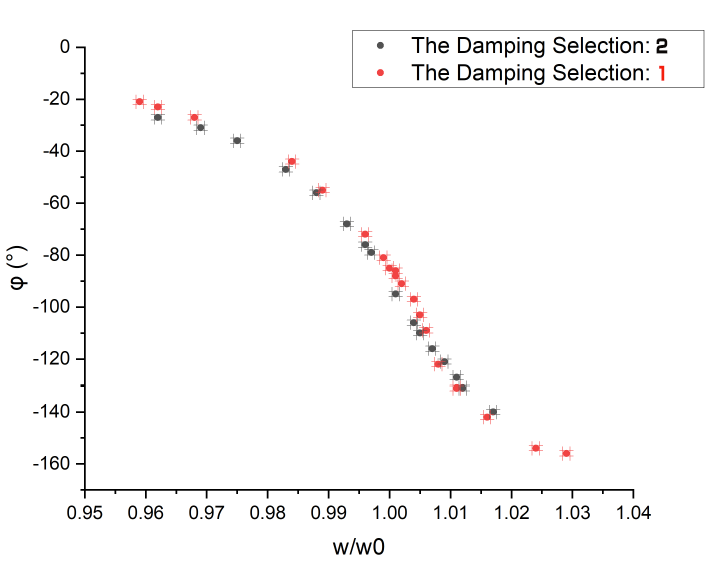 The Damping Selection: 2
The Damping Selection: 1
0
-20
-40
-60
-80
-100
-120
-140
-160
φ (°)
0.95 0.96 0.97 0.98 0.99 1.00 1.01 1.02 1.03 1.04
w/w0